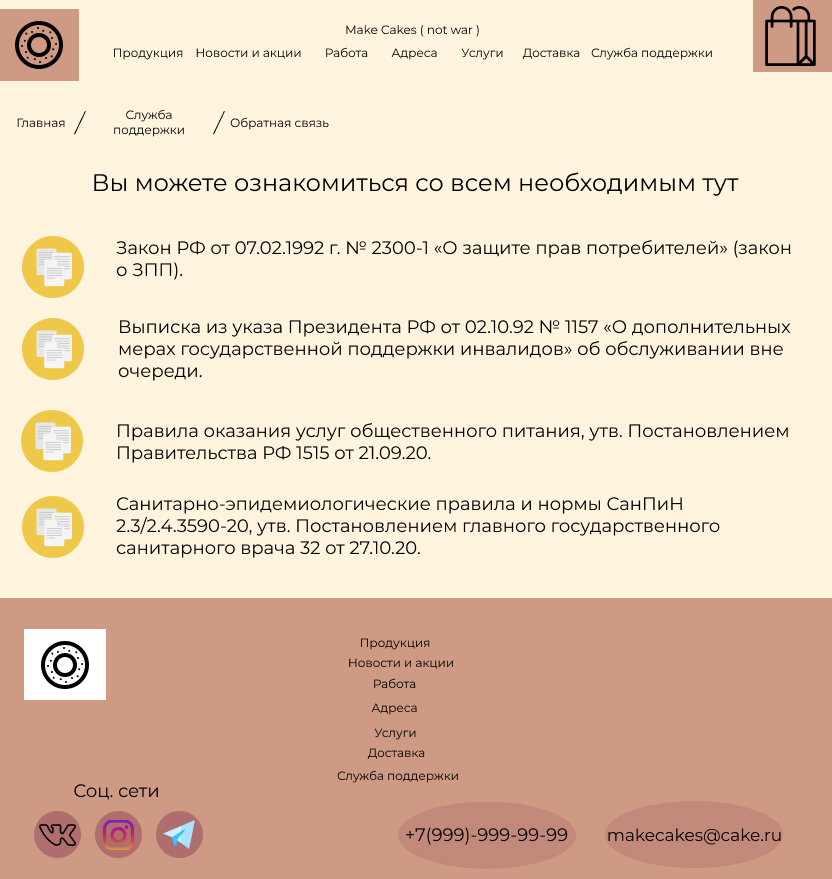 Make Cakes ( not war )
Продукция Новости и акции Работа Адреса Услуги Доставка Служба поддержки
Главная / Служба поддержки / Обратная связь
Вы можете ознакомиться со всем необходимым тут
Закон РФ от 07.02.1992 г. № 2300-1 «О защите прав потребителей» (закон
о ЗПП).
Выписка из указа Президента РФ от 02.10.92 № 1157 «О дополнительных
мерах государственной поддержки инвалидов» об обслуживании вне
очереди.
Правила оказания услуг общественного питания, утв. Постановлением
Правительства РФ 1515 от 21.09.20.
Санитарно-эпидемиологические правила и нормы СанПиН
2.3/2.4.3590-20, утв. Постановлением главного государственного
санитарного врача 32 от 27.10.20.
Продукция
Новости и акции
Работа
Адреса
Услуги
Доставка
Служба поддержки
Соц. сети
+7(999)-999-99-99
makecakes@cake.ru